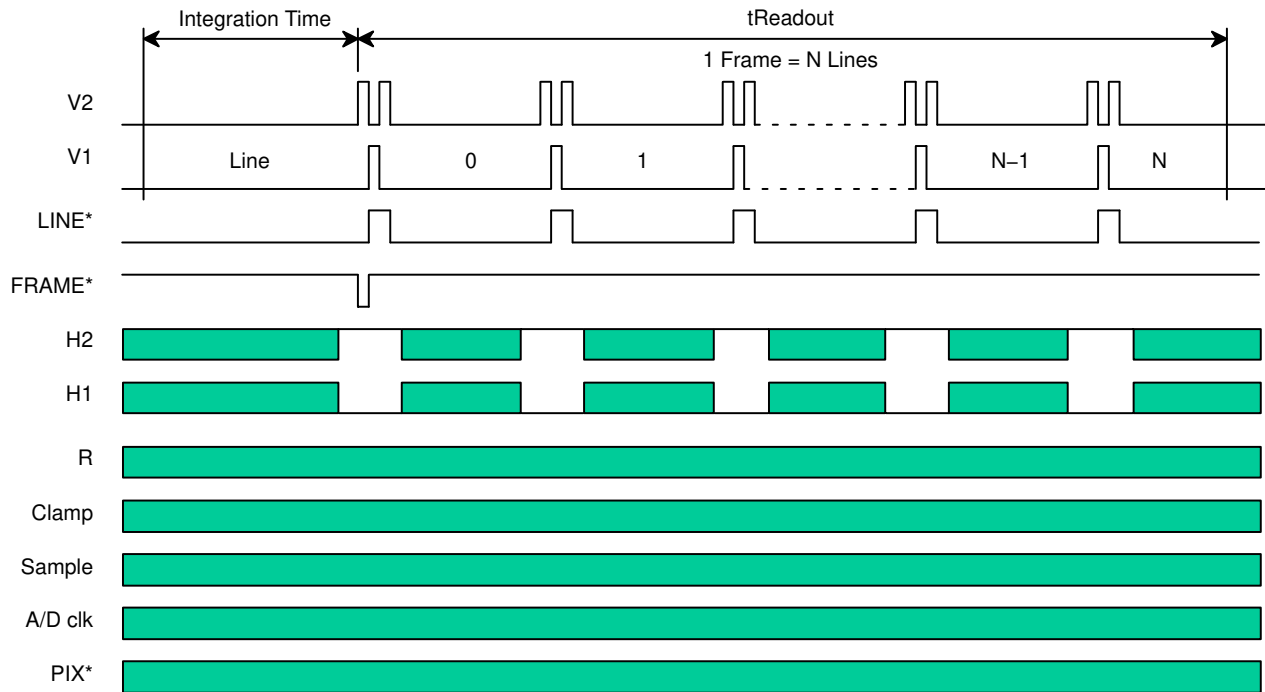 Integration Time
tReadout
1 Frame = N Lines
V2
V1
Line
0
1
N−1
N
LINE*
FRAME*
H2
H1
R
Clamp
Sample
A/D clk
PIX*